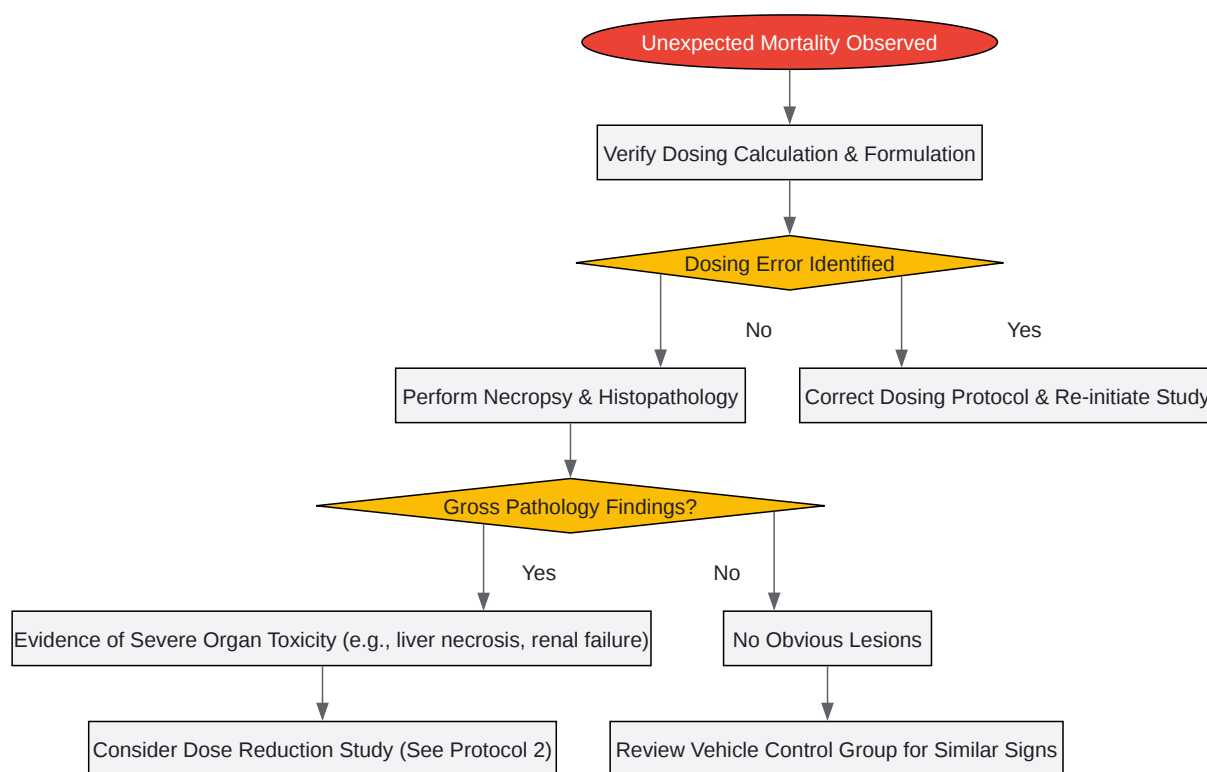 Unexpected Mortality Observed
Verify Dosing Calculation & Formulation
Dosing Error Identified
No
Yes
Perform Necropsy & Histopathology
Correct Dosing Protocol & Re-initiate Study
Gross Pathology Findings?
Yes
No
Evidence of Severe Organ Toxicity (e.g., liver necrosis, renal failure)
No Obvious Lesions
Consider Dose Reduction Study (See Protocol 2)
Review Vehicle Control Group for Similar Signs